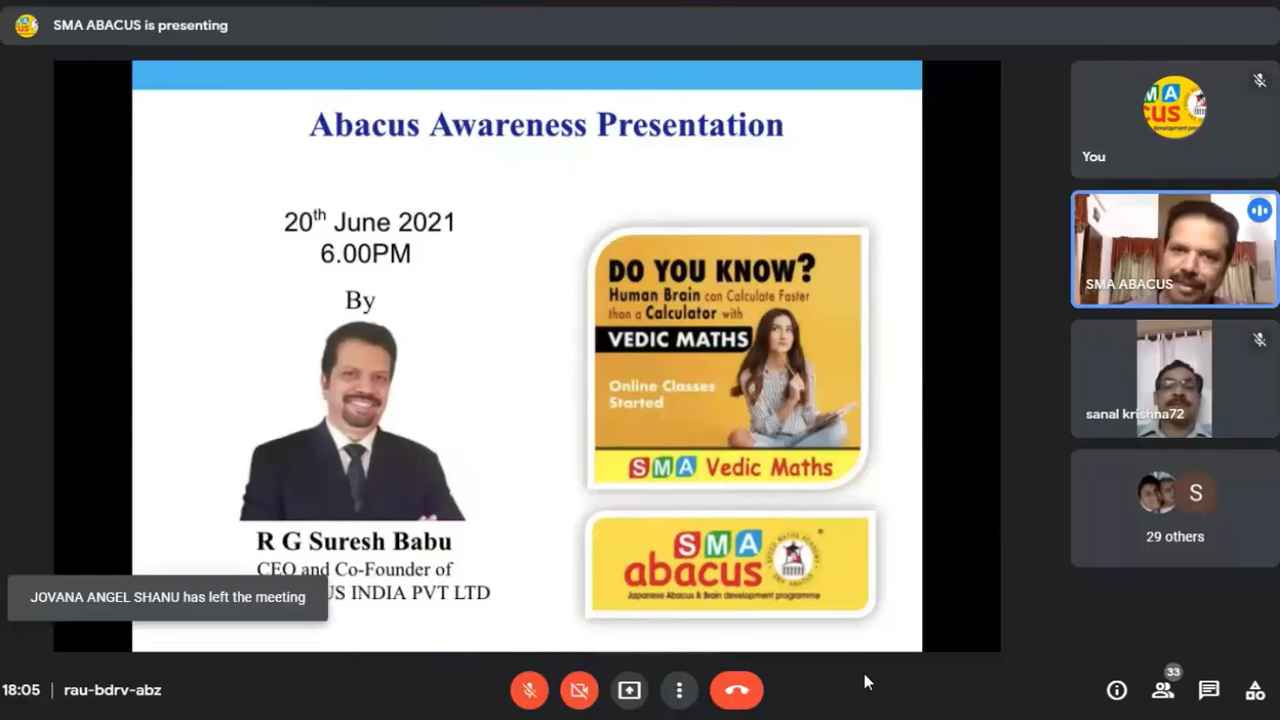 SMA ABACUS is presenting
Abacus Awareness Presentation
20th June 2021
6.00PM
By
R G Suresh Babu
CEO and Co-Founder of
US INDIA PVT LTD
JOVANA ANGEL SHANU has left the meeting
DO YOU KNOW?
Human Brain can Calculate Faster
than a Calculator with
VEDIC MATHS
Online Classes
Started
SMA Vedic Maths
SMA
abacus
Japanese Abacus & Brain development programme
MA
cus
You
SMA ABACUS
sanal krishna72
S
29 others
18:05 | rau-bdrv-abz
33